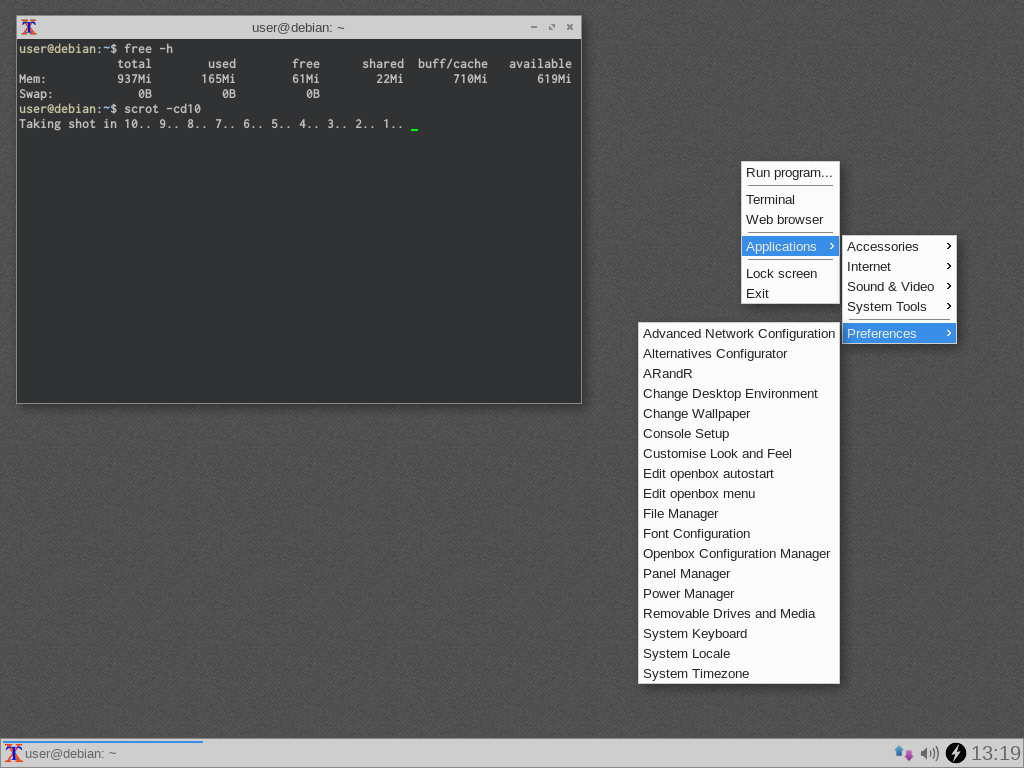 user@debian: ~
user@debian:~$ free -h
total used free shared buff/cache available
Mem: 937Mi 165Mi 61Mi 22Mi 710Mi 619Mi
Swap: 0B 0B 0B
user@debian:~$ scrot -cd10
Taking shot in 10.. 9.. 8.. 7.. 6.. 5.. 4.. 3.. 2.. 1..
Run program...
Terminal
Web browser
Applications
Lock screen
Exit
Accessories
Internet
Sound & Video
System Tools
Preferences
Advanced Network Configuration
Alternatives Configurator
ARandR
Change Desktop Environment
Change Wallpaper
Console Setup
Customise Look and Feel
Edit openbox autostart
Edit openbox menu
File Manager
Font Configuration
Openbox Configuration Manager
Panel Manager
Power Manager
Removable Drives and Media
System Keyboard
System Locale
System Timezone
user@debian: ~
13:19